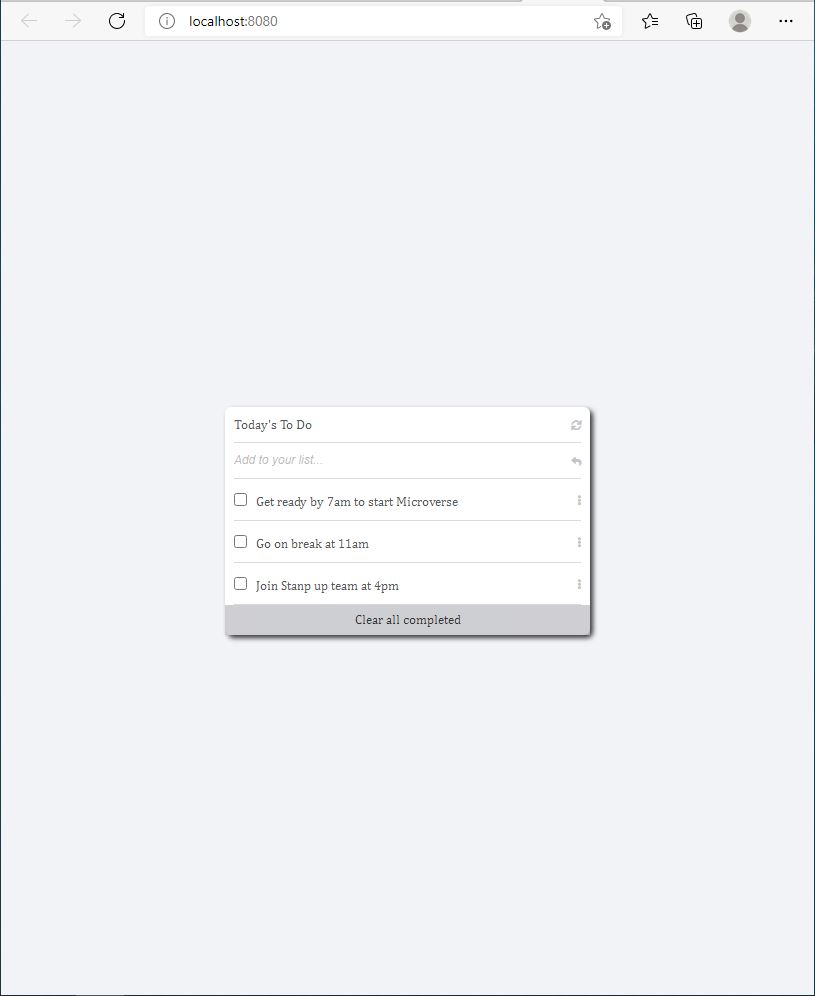 localhost:8080
Today's To Do
Add to your list...
Get ready by 7am to start Microverse
Go on break at 11am
Join Stanp up team at 4pm
Clear all completed